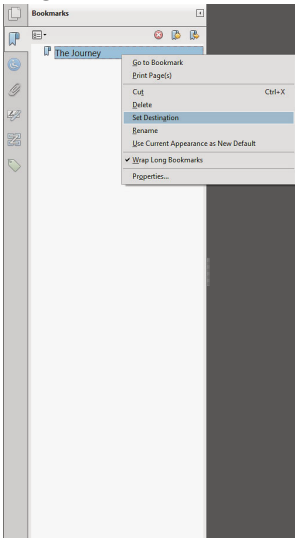 Bookmarks
The Journey
Go to Bookmark
Print Page(s)
Cut Ctrl+X
Delete
Set Destination
Rename
Use Current Appearance as New Default
Wrap Long Bookmarks
Properties...